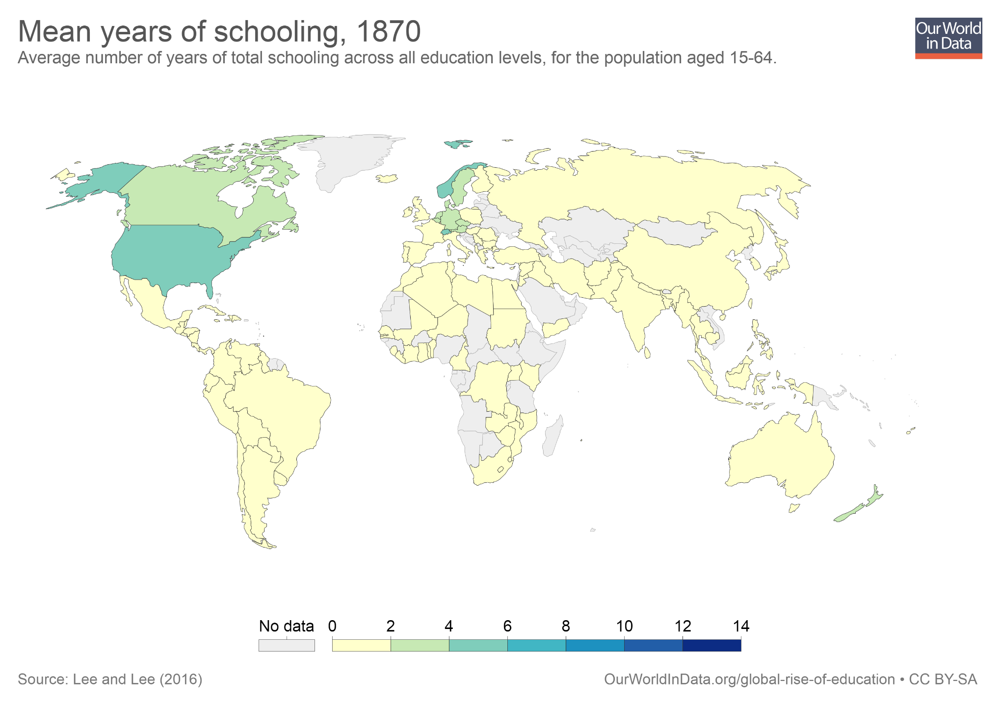 Mean years of schooling, 1870
Average number of years of total schooling across all education levels, for the population aged 15-64.
Our World
in Data
No data 0 2 4 6 8 10 12 14
Source: Lee and Lee (2016)
OurWorldInData.org/global-rise-of-education • CC BY-SA